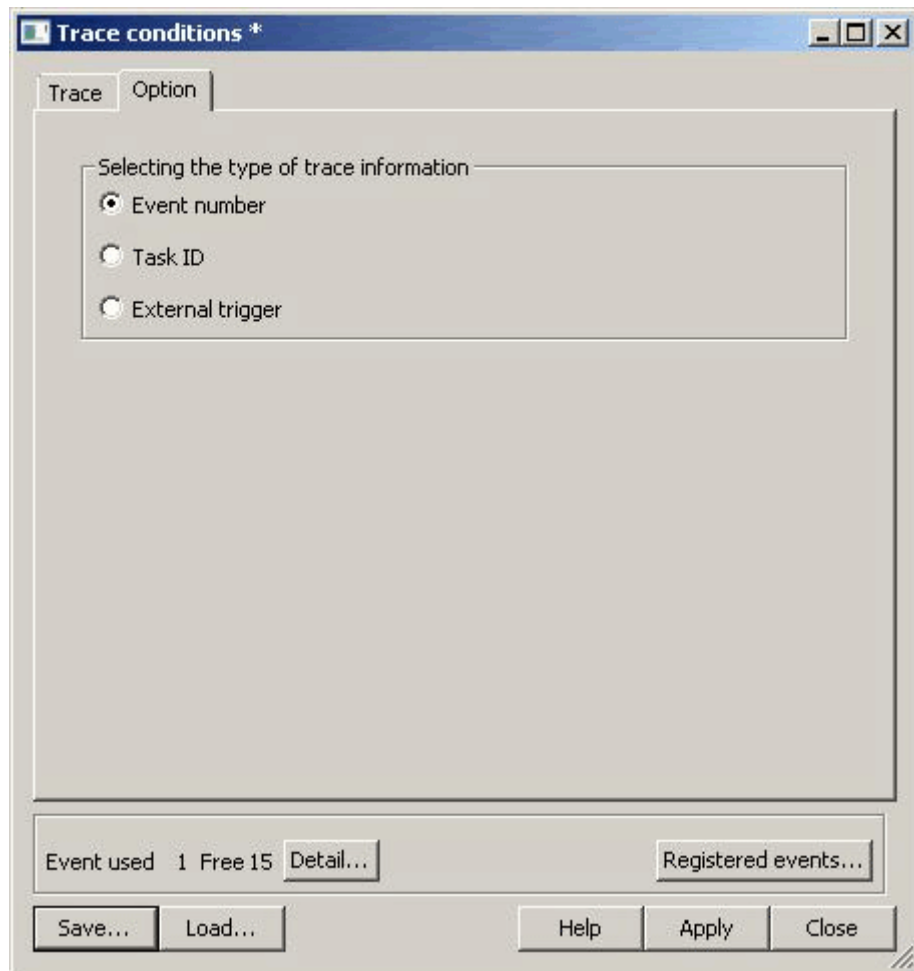 Trace conditions *
Trace Option
Selecting the type of trace information
Event number
Task ID
External trigger
Event used 1 Free 15 Detail... Registered events...
Save... Load... Help Apply Close